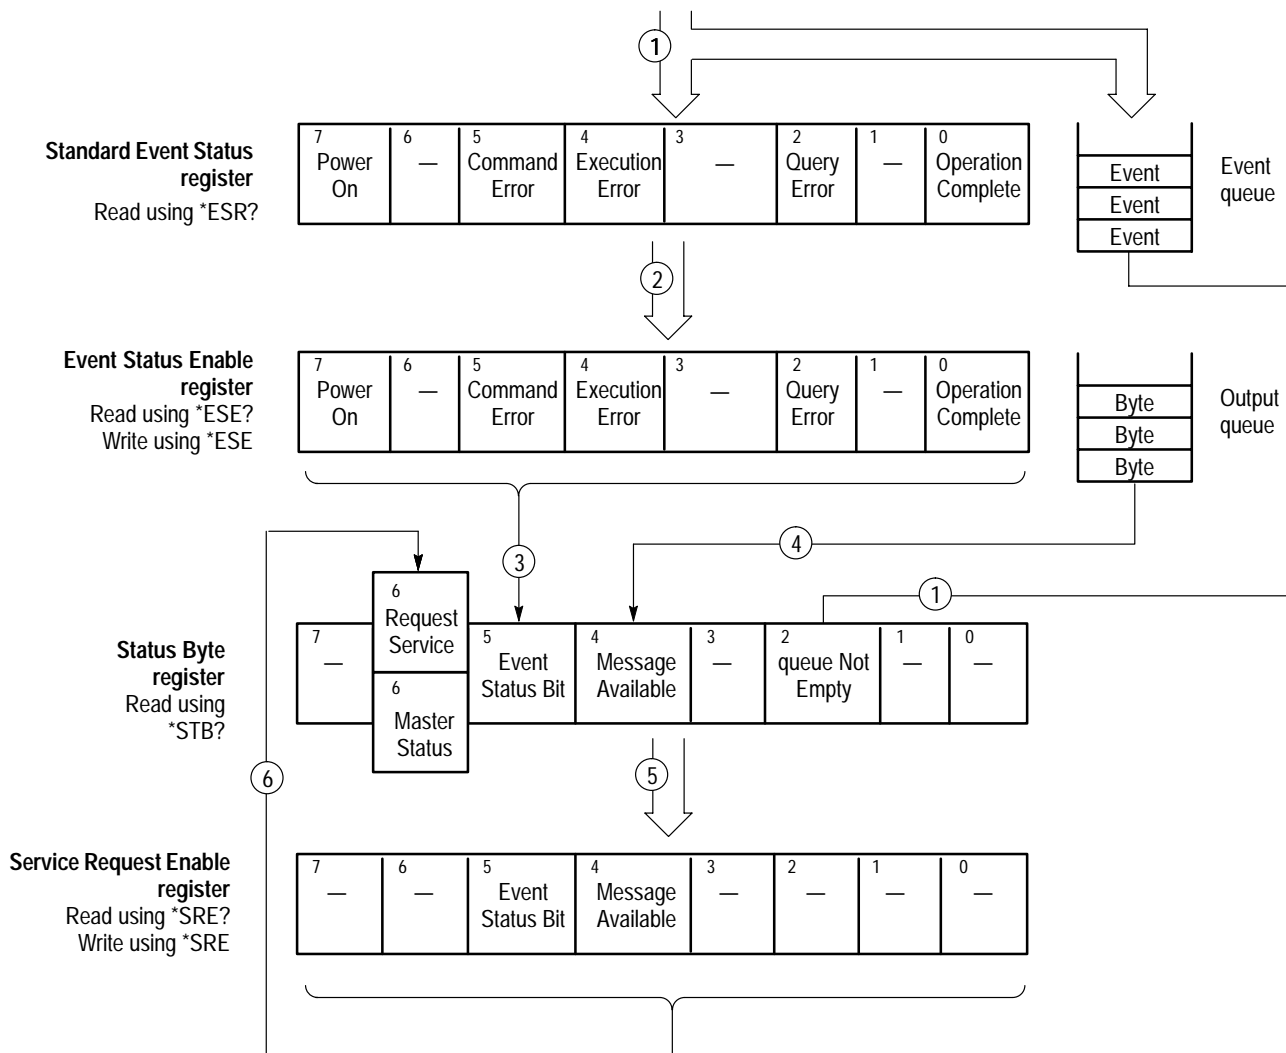 1
Standard Event Status
register
Read using *ESR?
7 6 5 4 3 2 1 0
Power On — Command Error Execution Error — Query Error — Operation Complete
Event
Event
Event
Event queue
2
Event Status Enable
register
Read using *ESE?
Write using *ESE
7 6 5 4 3 2 1 0
Power On — Command Error Execution Error — Query Error — Operation Complete
Byte
Byte
Byte
Output queue
3
4
1
Status Byte
register
Read using
*STB?
7
—
6
Request
Service
6
Master
Status
5
Event
Status Bit
4
Message
Available
3
—
2
queue Not
Empty
1
—
0
—
6
5
Service Request Enable
register
Read using *SRE?
Write using *SRE
7 6 5 4 3 2 1 0
— — Event Status Bit Message Available — — — —